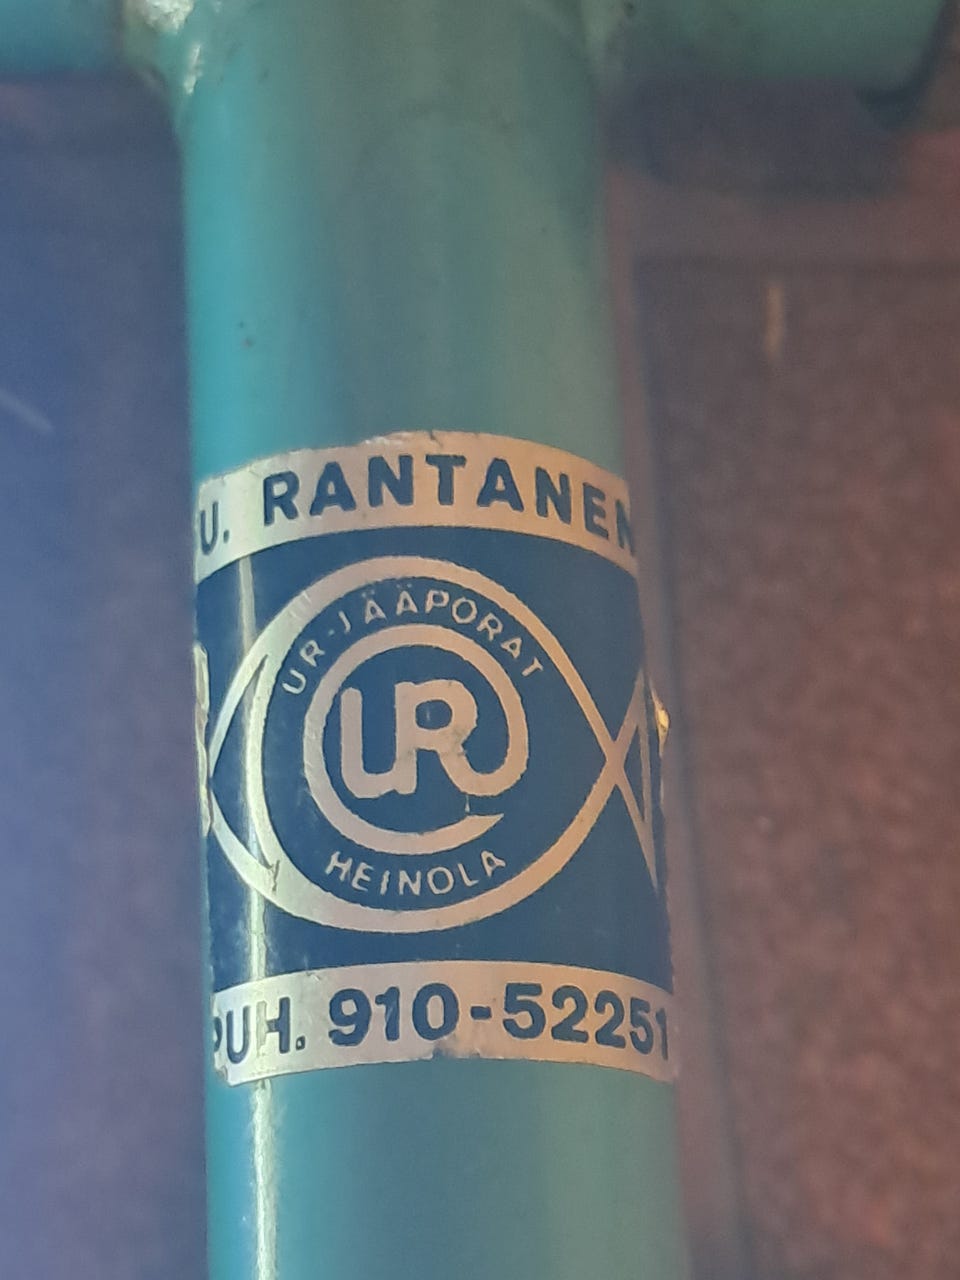 U. RANTANEN
UR-JÄÄPORAT
UR
HEINOLA
PUH. 910-52251